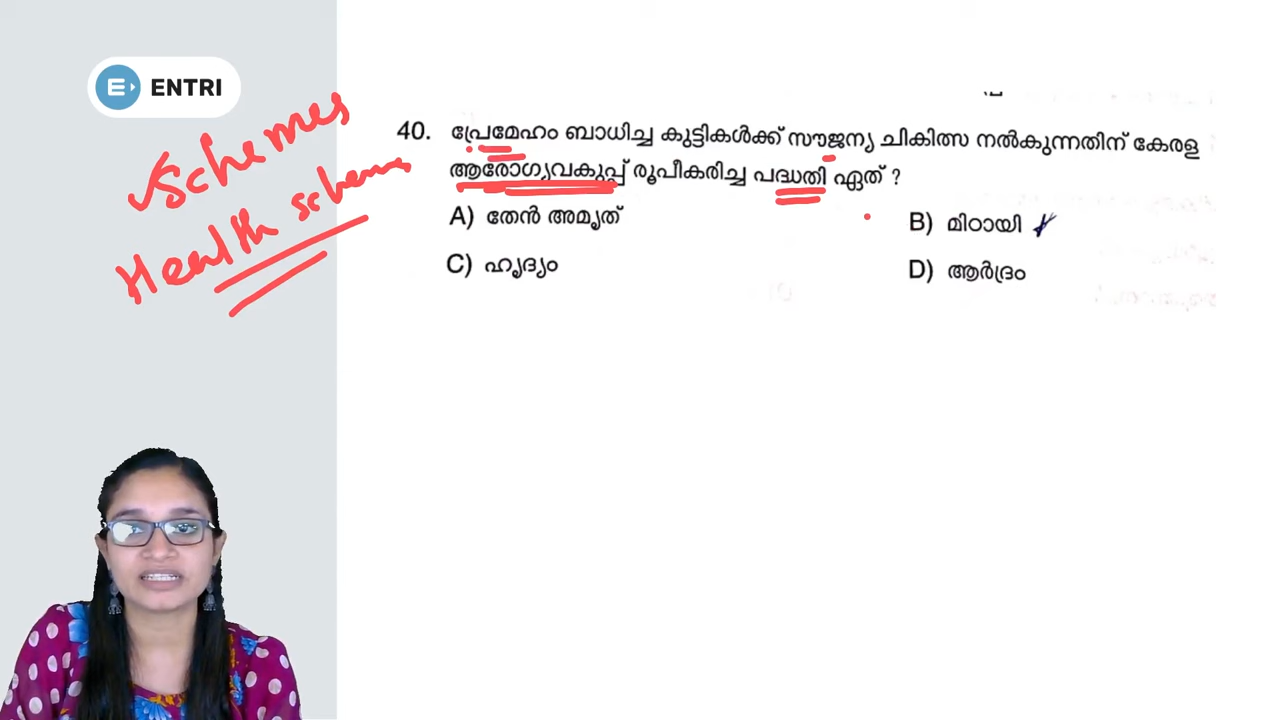 ENTRI
Schemes
Health scheme
40. പ്രമേഹം ബാധിച്ച കുട്ടികൾക്ക് സൗജന്യ ചികിത്സ നൽകുന്നതിന് കേരള
ആരോഗ്യവകുപ്പ് രൂപീകരിച്ച പദ്ധതി ഏത് ?
A) തേൻ അമൃത്
B) മിഠായി
C) ഹൃദ്യം
D) ആർദ്രം